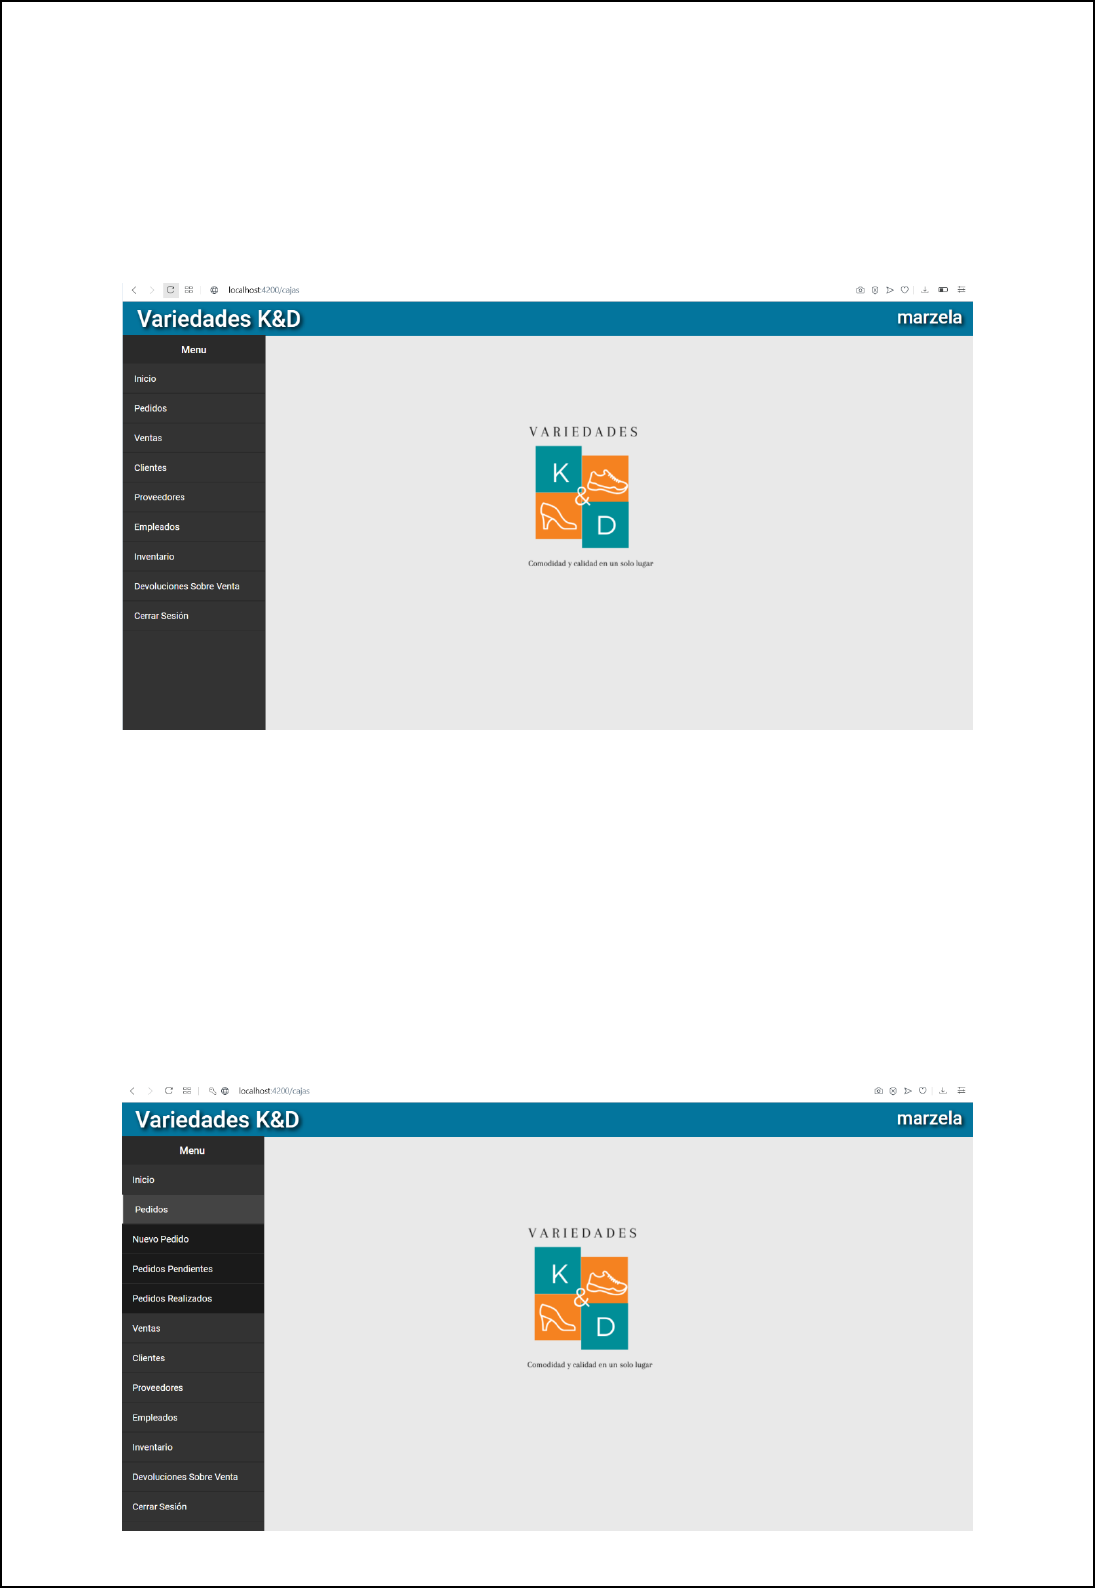 localhost:4200/cajas
Variedades K&D
marzela
Menu
Inicio
Pedidos
Ventas
Clientes
Proveedores
Empleados
Inventario
Devoluciones Sobre Venta
Cerrar Sesión
VARIEDADES
K
&
D
Comodidad y calidad en un solo lugar
localhost:4200/cajas
Variedades K&D
marzela
Menu
Inicio
Pedidos
Nuevo Pedido
Pedidos Pendientes
Pedidos Realizados
Ventas
Clientes
Proveedores
Empleados
Inventario
Devoluciones Sobre Venta
Cerrar Sesión
VARIEDADES
K
&
D
Comodidad y calidad en un solo lugar